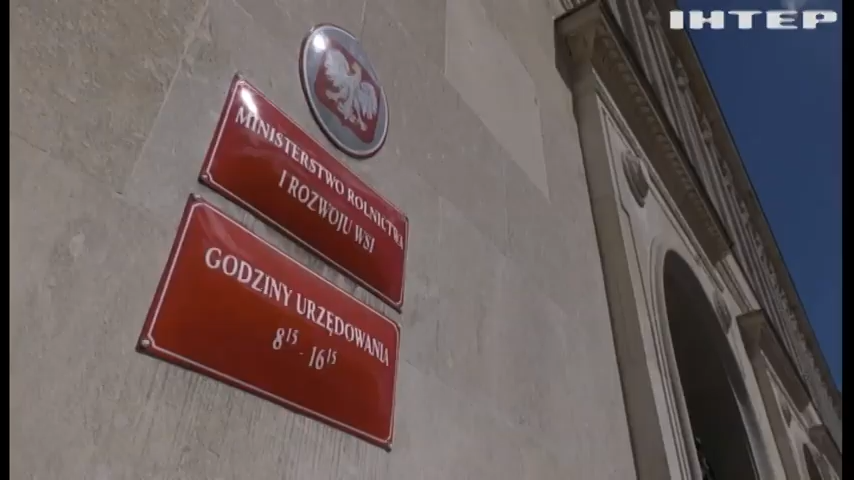 ІНТЕР
MINISTERSTWO ROLNICTWA
I ROZWOJU WSI
GODZINY URZĘDOWANIA
8¹⁵ - 16¹⁵